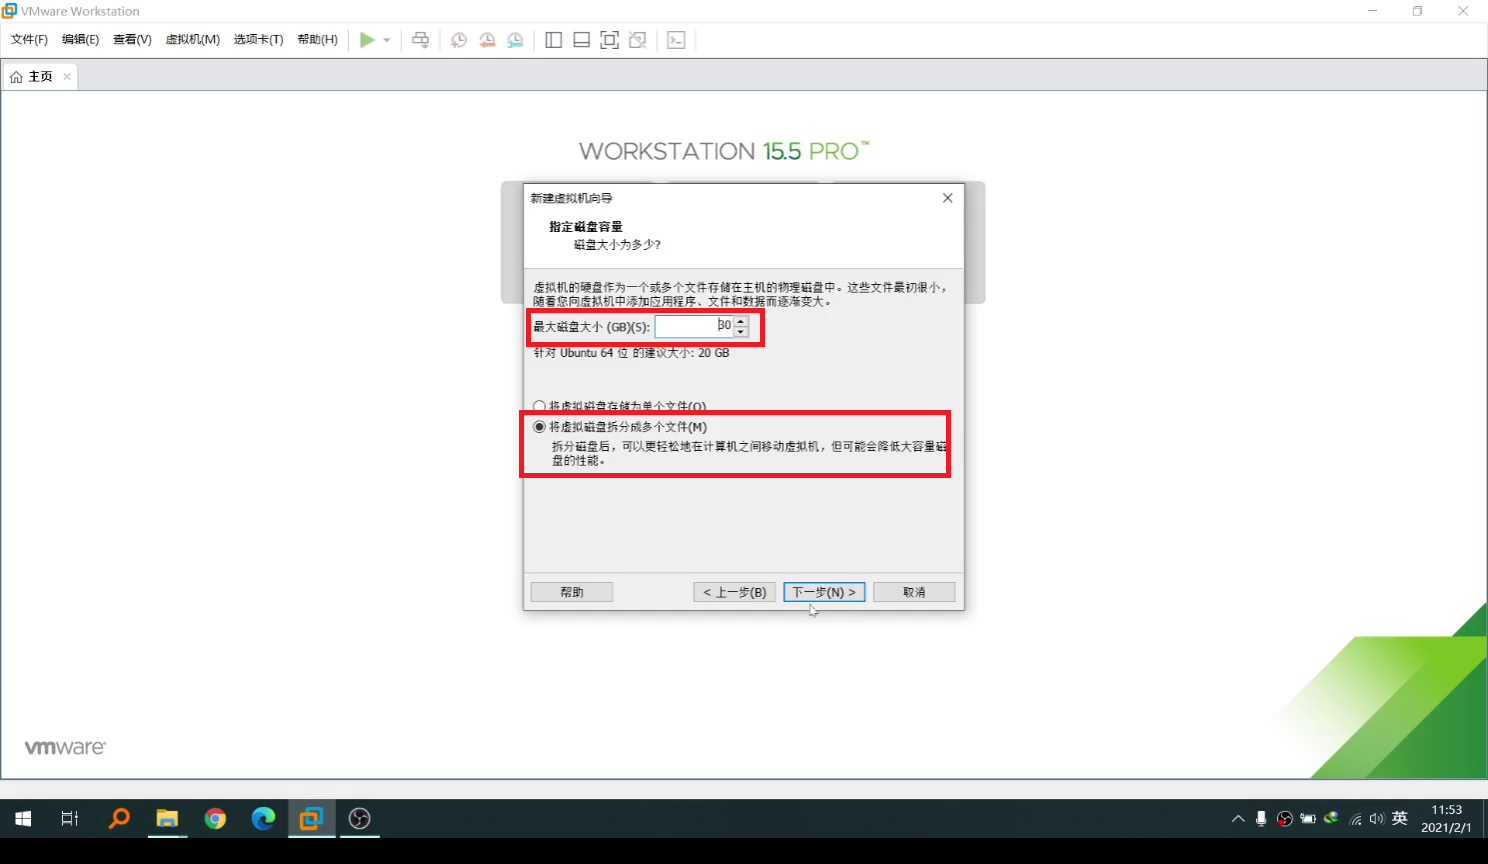 VMware Workstation
文件(F) 编辑(E) 查看(V) 虚拟机(M) 选项卡(T) 帮助(H)
主页
WORKSTATION 15.5 PRO™
新建虚拟机向导
指定磁盘容量
磁盘大小为多少?
虚拟机的硬盘作为一个或多个文件存储在主机的物理磁盘中。这些文件最初很小，
随着您向虚拟机中添加应用程序、文件和数据而逐渐变大。
最大磁盘大小 (GB)(S): 30
针对 Ubuntu 64 位 的建议大小: 20 GB
将虚拟磁盘存储为单个文件(O)
将虚拟磁盘拆分成多个文件(M)
拆分磁盘后，可以更轻松地在计算机之间移动虚拟机，但可能会降低大容量磁
盘的性能。
帮助 < 上一步(B) 下一步(N) > 取消
vmware®
英
11:53
2021/2/1